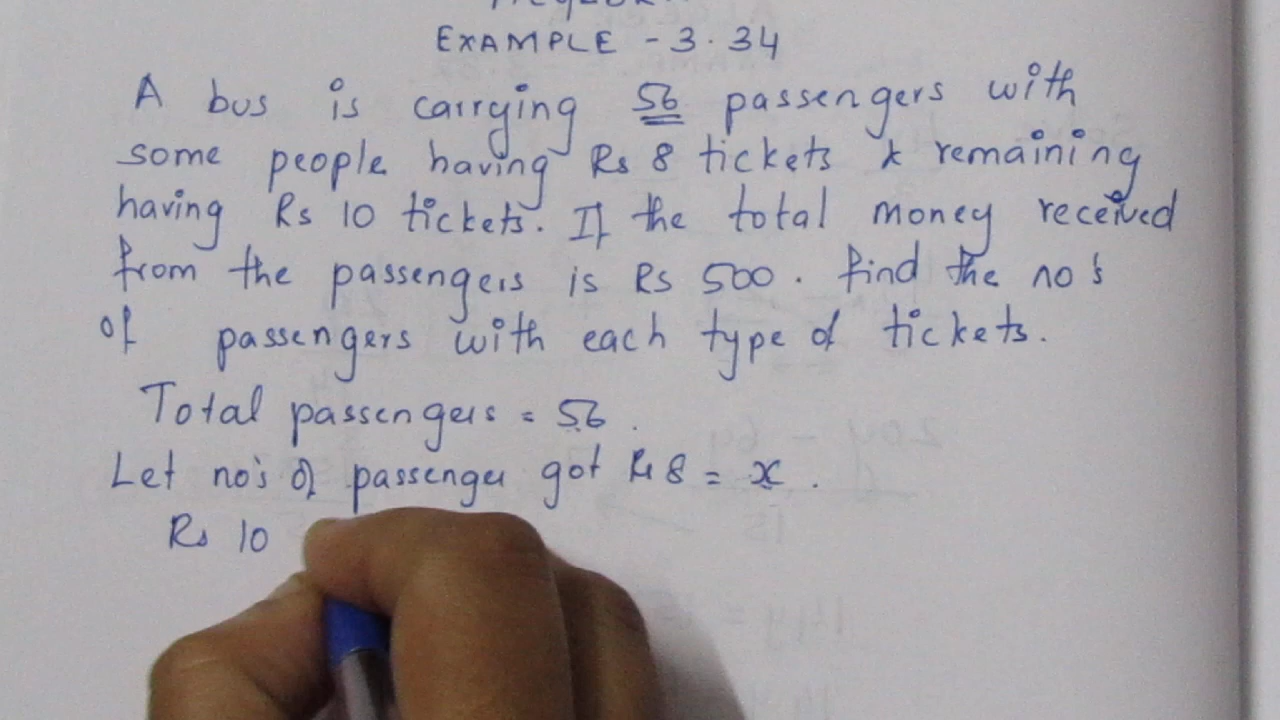 EXAMPLE - 3.34
A bus is carrying 56 passengers with
some people having Rs 8 tickets & remaining
having Rs 10 tickets. If the total money received
from the passengers is Rs 500. find the no's
of passengers with each type of tickets.
Total passengers = 56.
Let no's of passenger got Rs 8 = x.
Rs 10